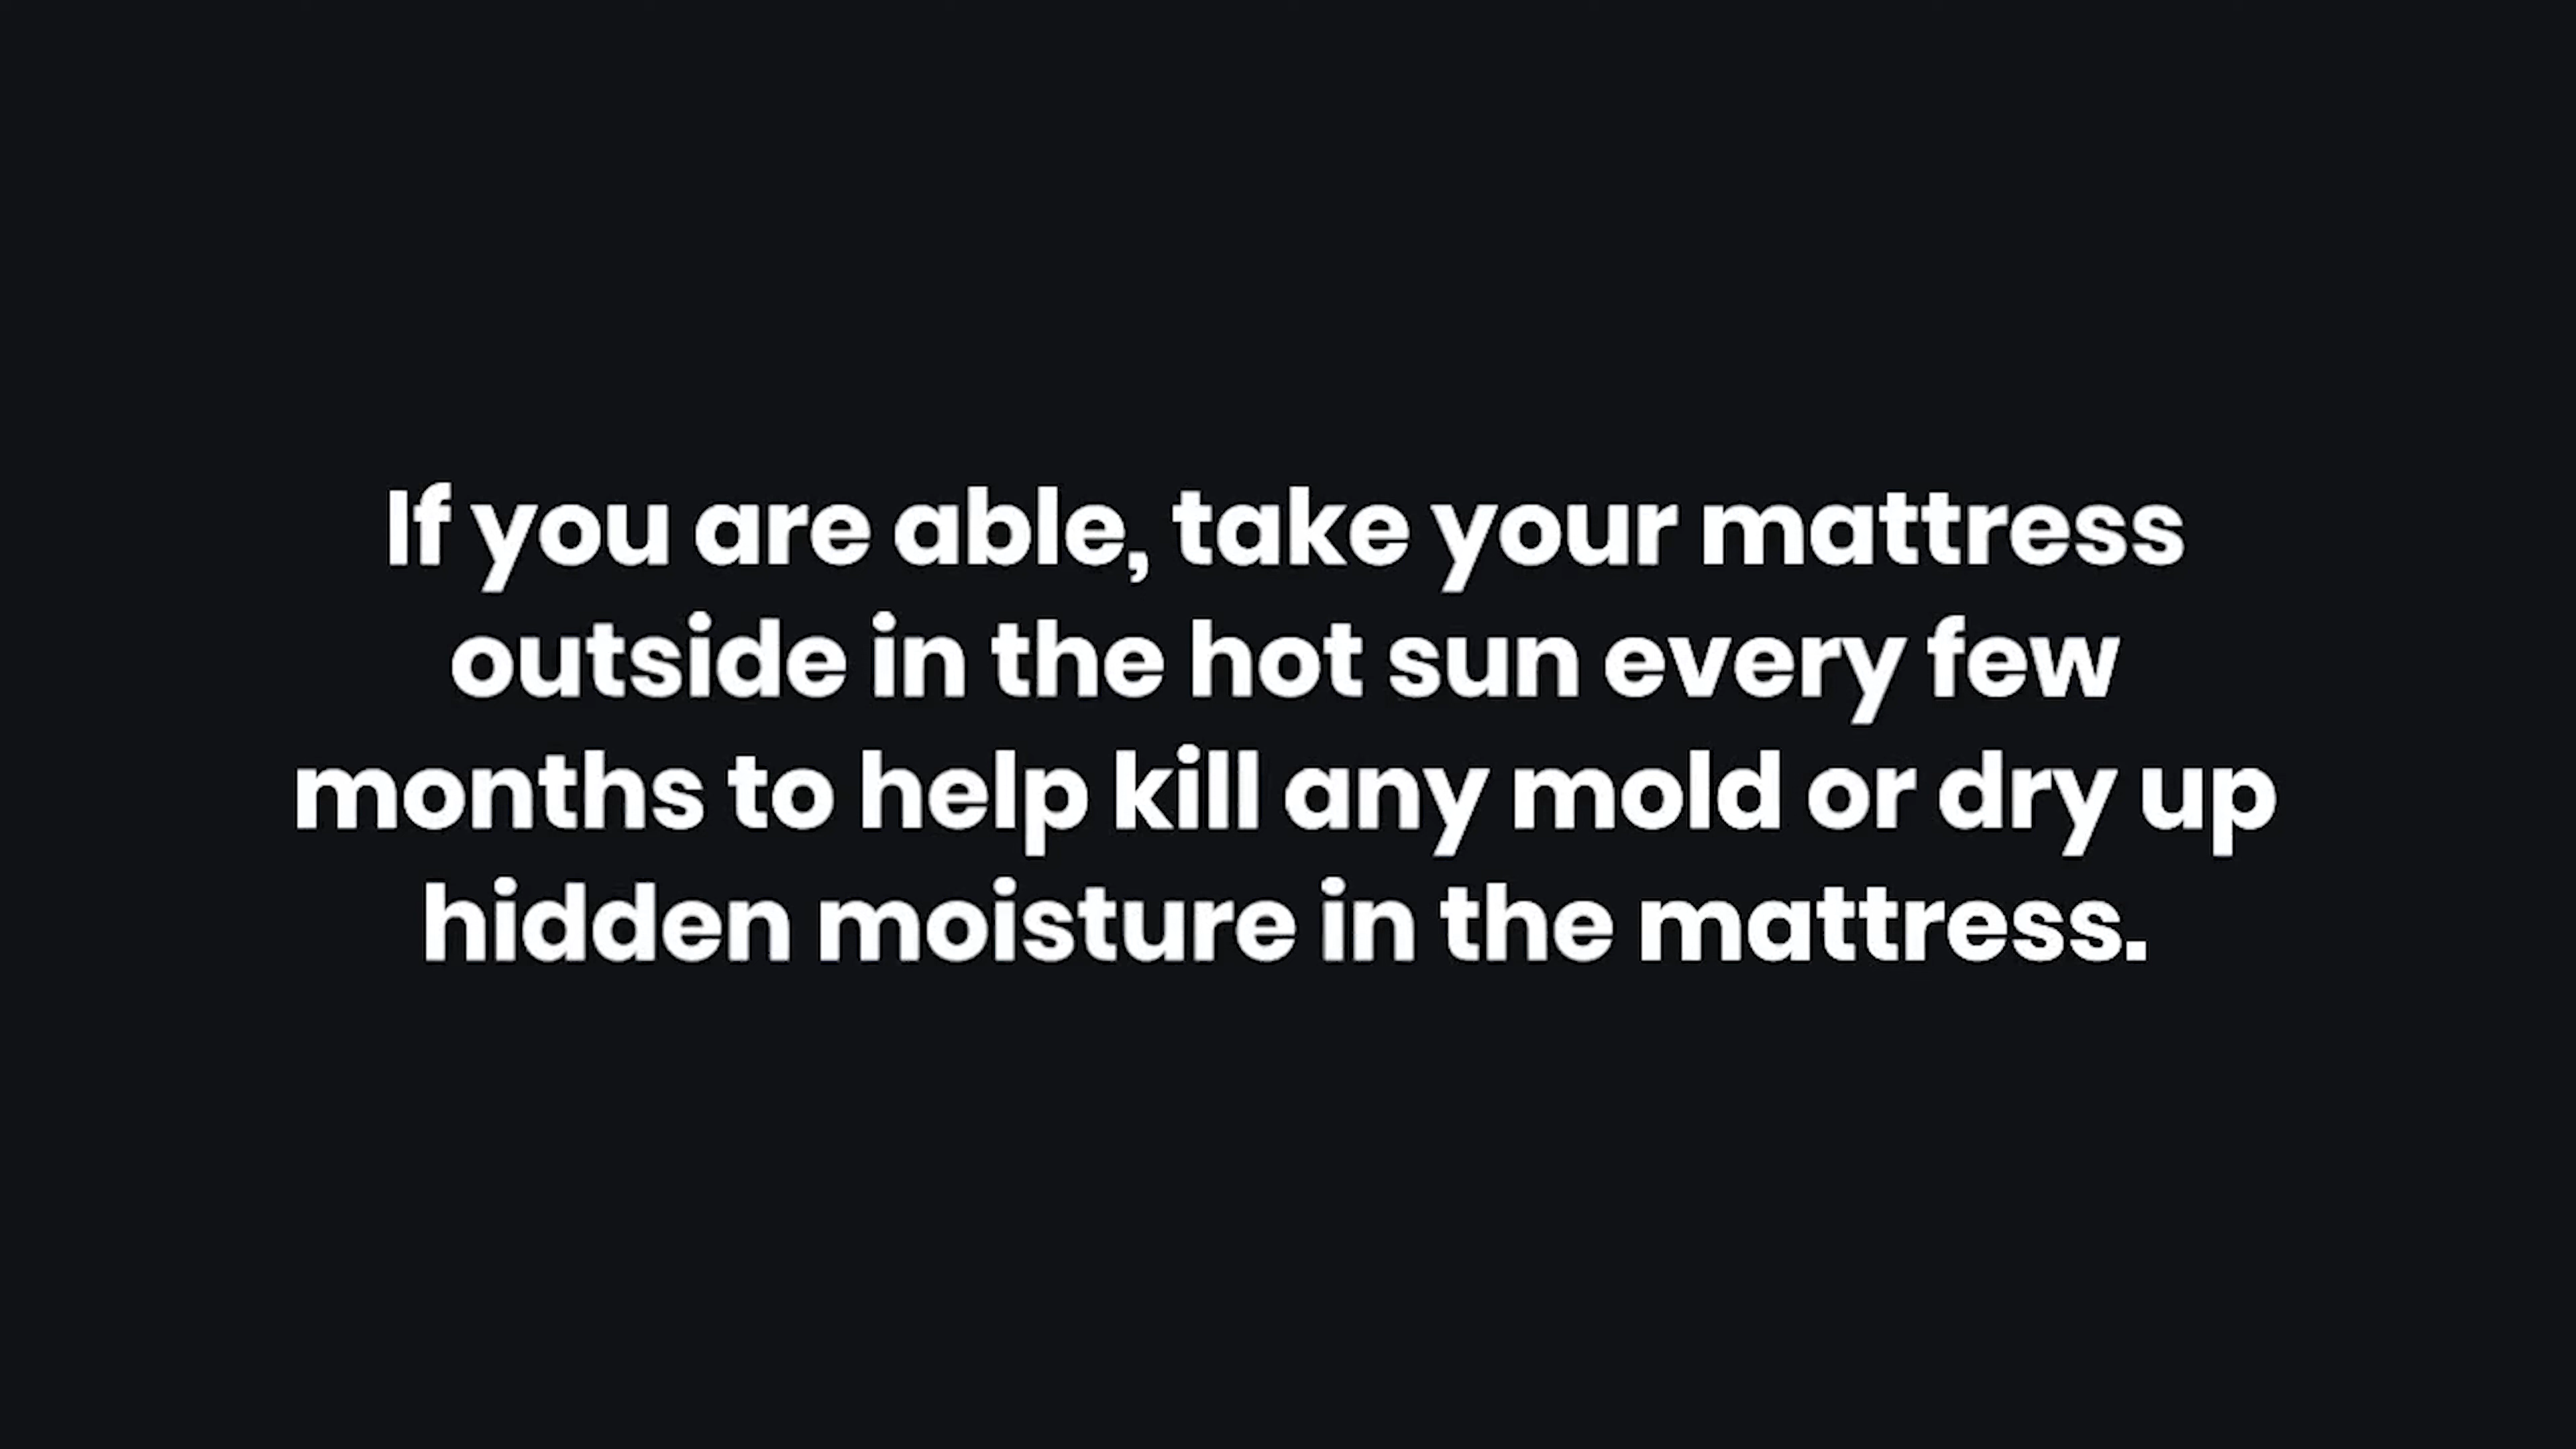 If you are able, take your mattress
outside in the hot sun every few
months to help kill any mold or dry up
hidden moisture in the mattress.